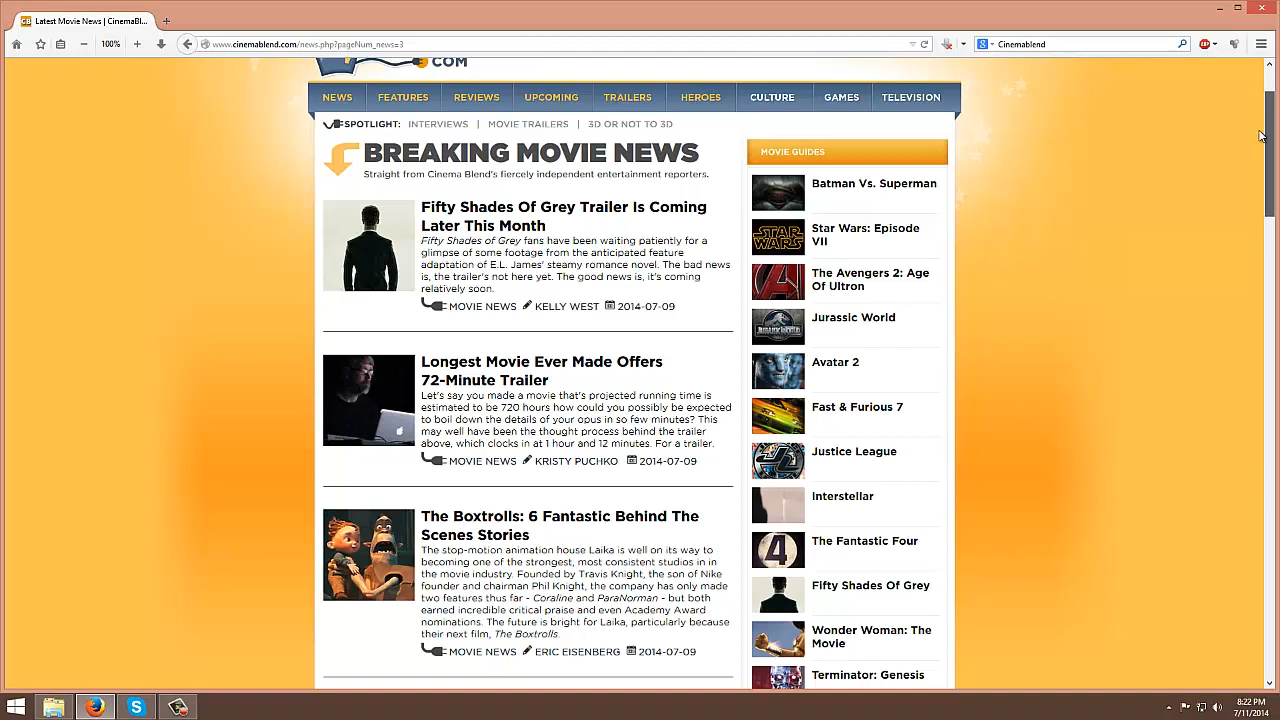 Latest Movie News | CinemaBl...
100%
www.cinemablend.com/news.php?pageNum_news=3
Cinemablend
COM
NEWS
FEATURES
REVIEWS
UPCOMING
TRAILERS
HEROES
CULTURE
GAMES
TELEVISION
SPOTLIGHT: INTERVIEWS | MOVIE TRAILERS | 3D OR NOT TO 3D
BREAKING MOVIE NEWS
Straight from Cinema Blend's fiercely independent entertainment reporters.
Fifty Shades Of Grey Trailer Is Coming
Later This Month
Fifty Shades of Grey fans have been waiting patiently for a
glimpse of some footage from the anticipated feature
adaptation of E.L. James' steamy romance novel. The bad news
is, the trailer's not here yet. The good news is, it's coming
relatively soon.
MOVIE NEWS KELLY WEST 2014-07-09
Longest Movie Ever Made Offers
72-Minute Trailer
Let's say you made a movie that's projected running time is
estimated to be 720 hours how could you possibly be expected
to boil down the details of your opus in so few minutes? This
may well have been the thought process behind the trailer
above, which clocks in at 1 hour and 12 minutes. For a trailer.
MOVIE NEWS KRISTY PUCHKO 2014-07-09
The Boxtrolls: 6 Fantastic Behind The
Scenes Stories
The stop-motion animation house Laika is well on its way to
becoming one of the strongest, most consistent studios in in
the movie industry. Founded by Travis Knight, the son of Nike
founder and chairman Phil Knight, the company has only made
two features thus far - Coraline and ParaNorman - but both
earned incredible critical praise and even Academy Award
nominations. The future is bright for Laika, particularly because
their next film, The Boxtrolls.
MOVIE NEWS ERIC EISENBERG 2014-07-09
MOVIE GUIDES
Batman Vs. Superman
STAR WARS
Star Wars: Episode
VII
The Avengers 2: Age
Of Ultron
Jurassic World
Avatar 2
Fast & Furious 7
Justice League
Interstellar
4
The Fantastic Four
Fifty Shades Of Grey
Wonder Woman: The
Movie
Terminator: Genesis
8:22 PM
7/11/2014